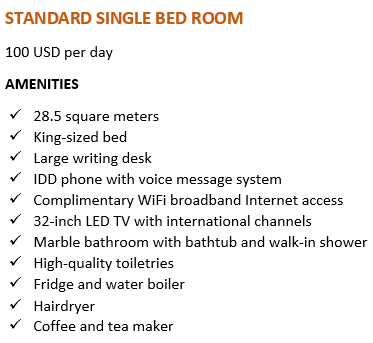 STANDARD SINGLE BED ROOM
100 USD per day
AMENITIES
✓ 28.5 square meters
✓ King-sized bed
✓ Large writing desk
✓ IDD phone with voice message system
✓ Complimentary WiFi broadband Internet access
✓ 32-inch LED TV with international channels
✓ Marble bathroom with bathtub and walk-in shower
✓ High-quality toiletries
✓ Fridge and water boiler
✓ Hairdryer
✓ Coffee and tea maker